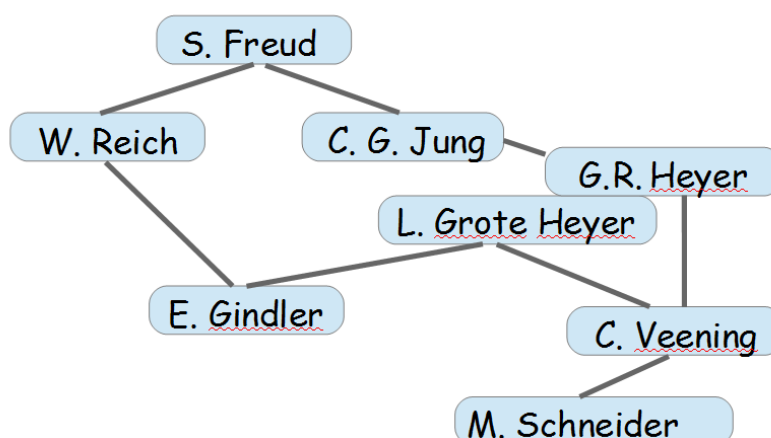 S. Freud
W. Reich
C. G. Jung
G.R. Heyer
L. Grote Heyer
E. Gindler
C. Veening
M. Schneider